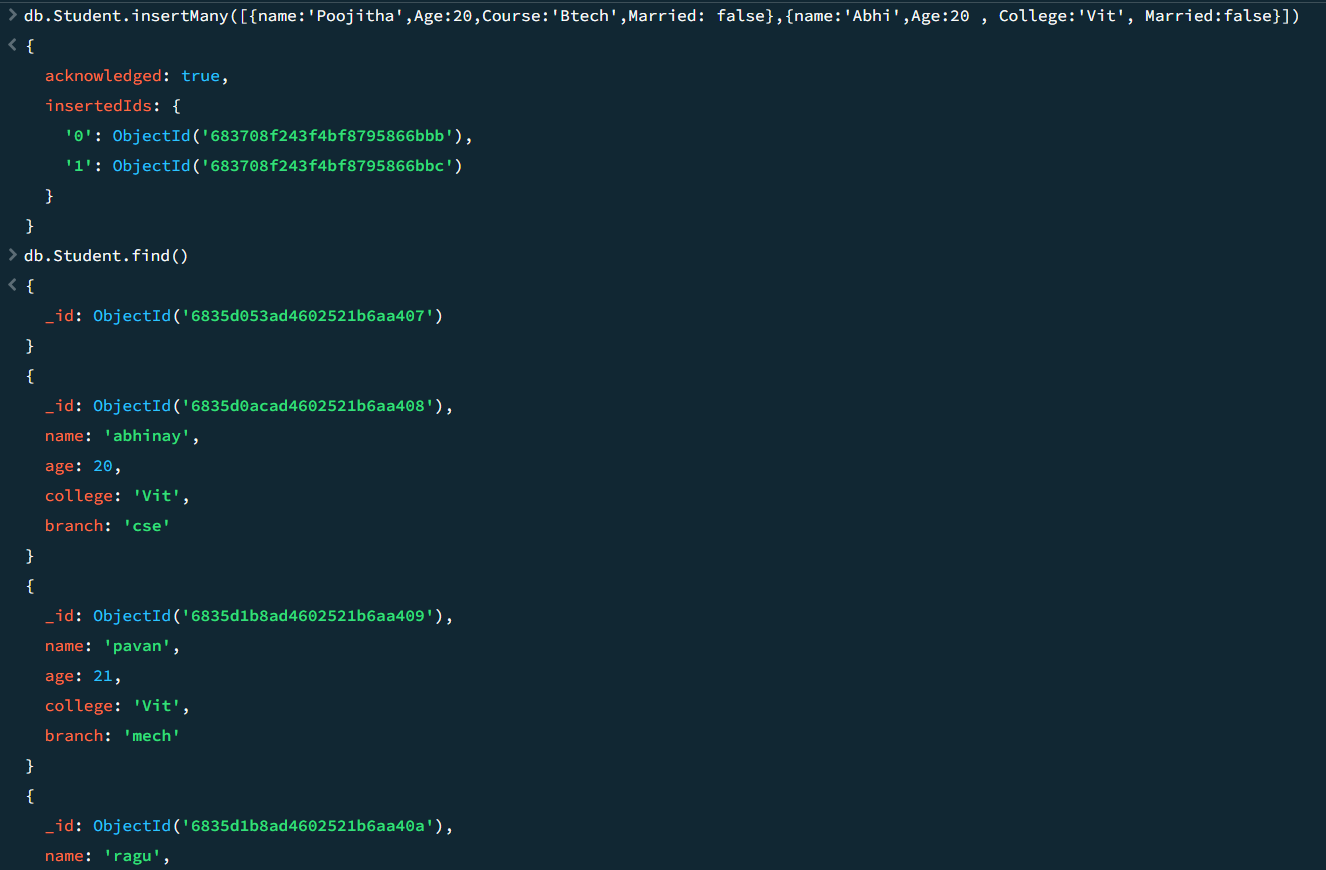 > db.Student.insertMany([{name:'Poojitha',Age:20,Course:'Btech',Married: false},{name:'Abhi',Age:20 , College:'Vit', Married:false}])
< {
acknowledged: true,
insertedIds: {
'0': ObjectId('683708f243f4bf8795866bbb'),
'1': ObjectId('683708f243f4bf8795866bbc')
}
}
> db.Student.find()
< {
_id: ObjectId('6835d053ad4602521b6aa407')
}
{
_id: ObjectId('6835d0acad4602521b6aa408'),
name: 'abhinay',
age: 20,
college: 'Vit',
branch: 'cse'
}
{
_id: ObjectId('6835d1b8ad4602521b6aa409'),
name: 'pavan',
age: 21,
college: 'Vit',
branch: 'mech'
}
{
_id: ObjectId('6835d1b8ad4602521b6aa40a'),
name: 'ragu',